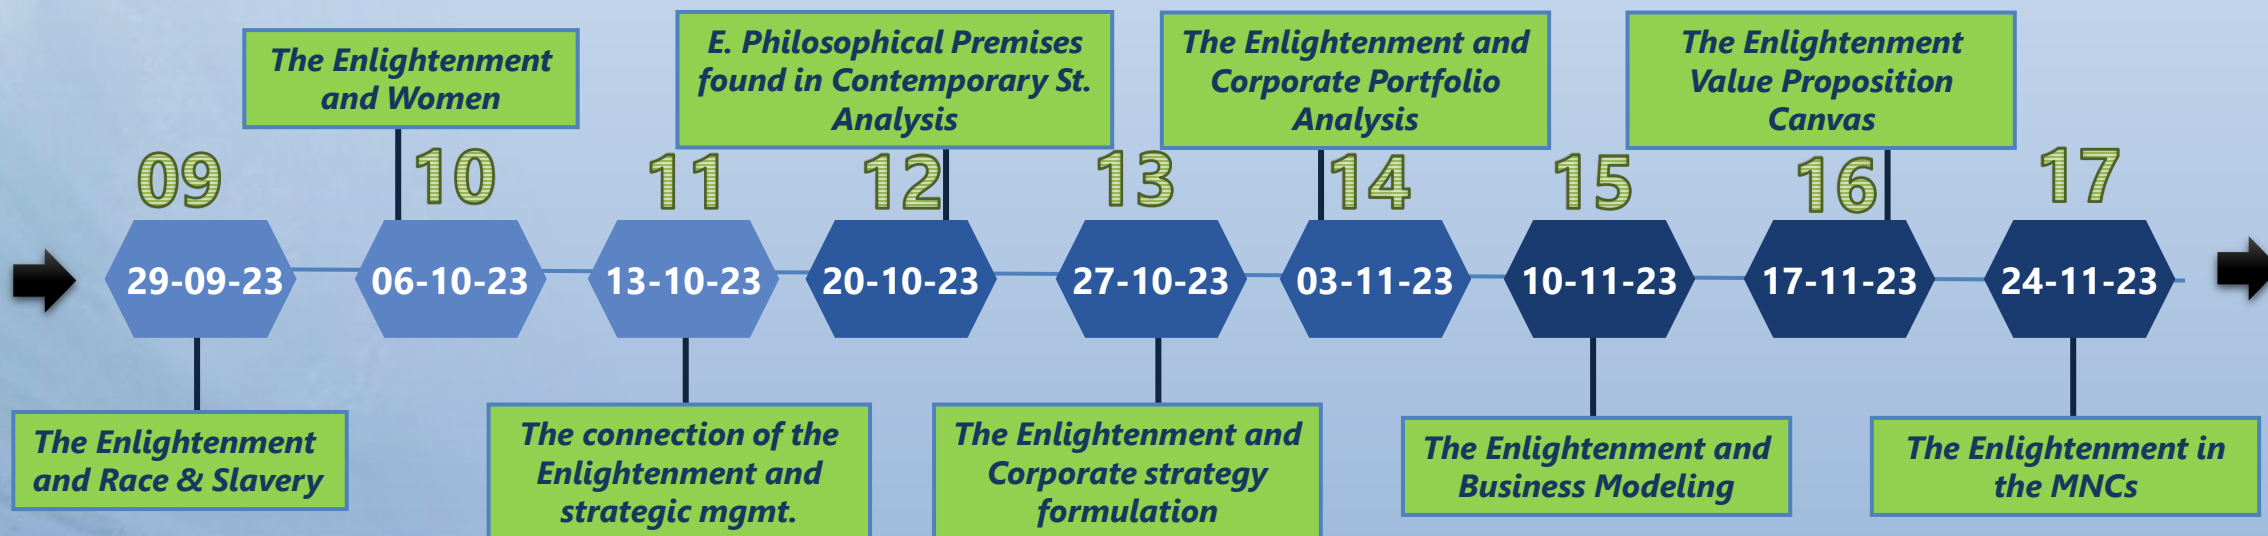 The Enlightenment
and Women
E. Philosophical Premises
found in Contemporary St.
Analysis
The Enlightenment and
Corporate Portfolio
Analysis
The Enlightenment
Value Proposition
Canvas
09
10
11
12
13
14
15
16
17
29-09-23
06-10-23
13-10-23
20-10-23
27-10-23
03-11-23
10-11-23
17-11-23
24-11-23
The Enlightenment
and Race & Slavery
The connection of the
Enlightenment and
strategic mgmt.
The Enlightenment and
Corporate strategy
formulation
The Enlightenment and
Business Modeling
The Enlightenment in
the MNCs